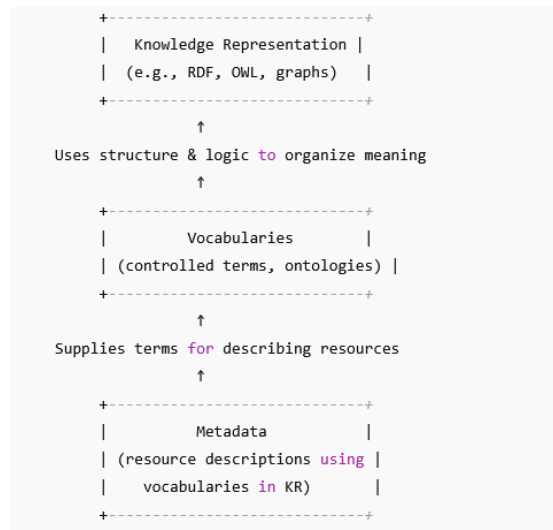 +-----------------------------+
| Knowledge Representation |
| (e.g., RDF, OWL, graphs) |
+-----------------------------+
↑
Uses structure & logic to organize meaning
↑
+-----------------------------+
| Vocabularies |
| (controlled terms, ontologies) |
+-----------------------------+
↑
Supplies terms for describing resources
↑
+-----------------------------+
| Metadata |
| (resource descriptions using |
| vocabularies in KR) |
+-----------------------------+